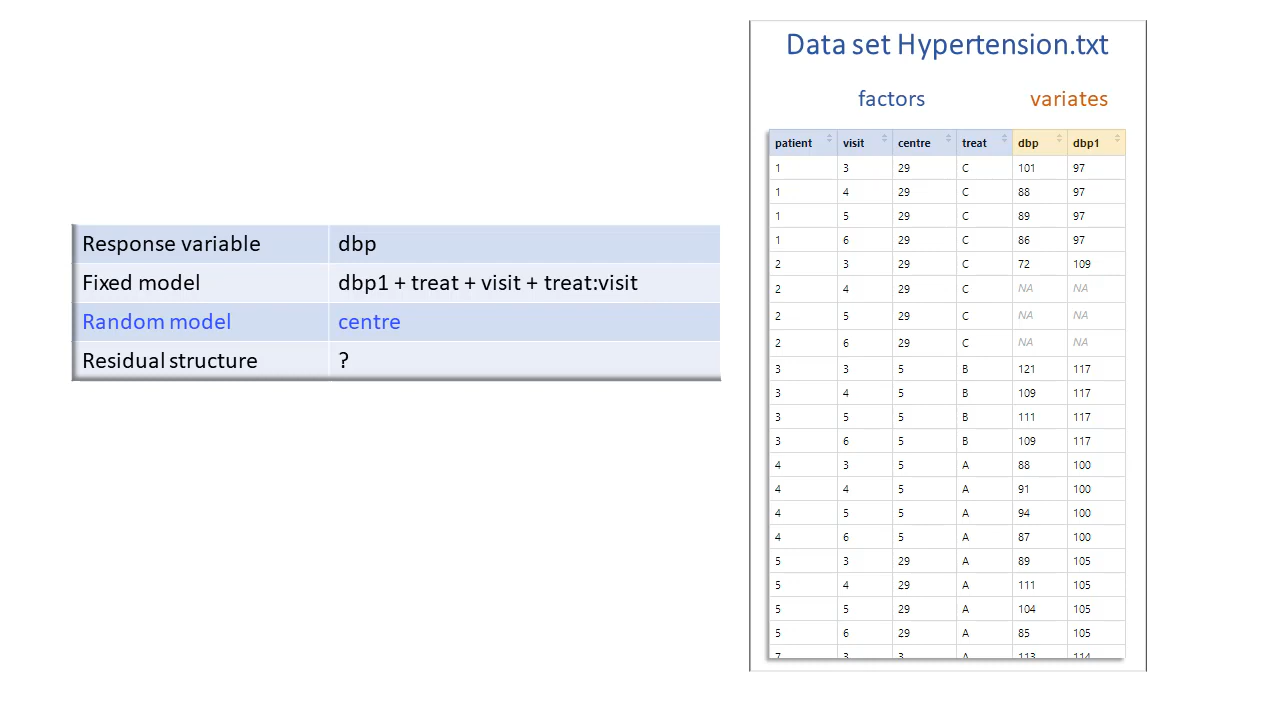 Data set Hypertension.txt
factors variates
patient visit centre treat dbp dbp1
1 3 29 C 101 97
1 4 29 C 88 97
1 5 29 C 89 97
1 6 29 C 86 97
2 3 29 C 72 109
2 4 29 C NA NA
2 5 29 C NA NA
2 6 29 C NA NA
3 3 5 B 121 117
3 4 5 B 109 117
3 5 5 B 111 117
3 6 5 B 109 117
4 3 5 A 88 100
4 4 5 A 91 100
4 5 5 A 94 100
4 6 5 A 87 100
5 3 29 A 89 105
5 4 29 A 111 105
5 5 29 A 104 105
5 6 29 A 85 105
7 3 3 A 113 114
Response variable dbp
Fixed model dbp1 + treat + visit + treat:visit
Random model centre
Residual structure ?